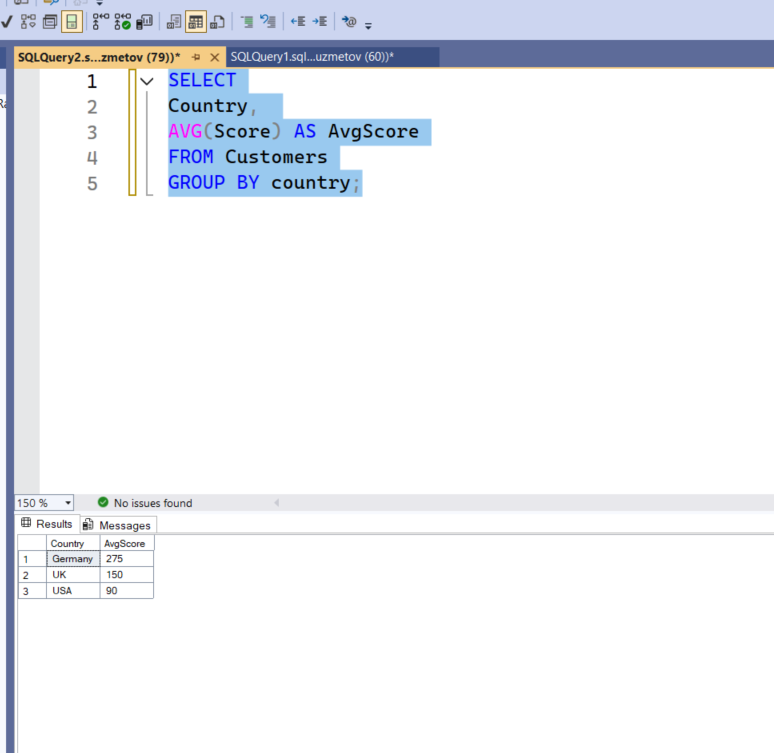 SQLQuery2.s...zmetov (79))*
SQLQuery1.sql...uzmetov (60))*
1 SELECT
2 Country,
3 AVG(Score) AS AvgScore
4 FROM Customers
5 GROUP BY country;
150 %
No issues found
Results
Messages
Country AvgScore
1 Germany 275
2 UK 150
3 USA 90